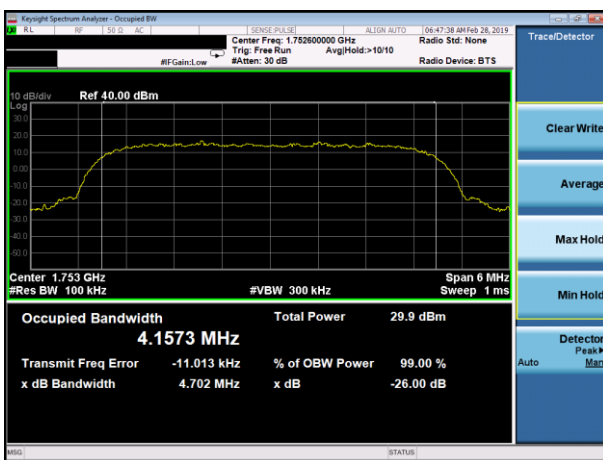 Keysight Spectrum Analyzer - Occupied BW
RL RF 50 Ω AC SENSE:PULSE ALIGN AUTO 06:47:38 AM Feb 28, 2019
Center Freq: 1.752600000 GHz Radio Std: None
Trig: Free Run Avg|Hold:>10/10
#IFGain:Low #Atten: 30 dB Radio Device: BTS
Trace/Detector
10 dB/div Ref 40.00 dBm
Log
30.0
20.0
10.0
0.00
-10.0
-20.0
-30.0
-40.0
-50.0
Center 1.753 GHz Span 6 MHz
#Res BW 100 kHz #VBW 300 kHz Sweep 1 ms
Clear Write
Average
Max Hold
Min Hold
Detector
Peak▶
Auto Man
Occupied Bandwidth Total Power 29.9 dBm
4.1573 MHz
Transmit Freq Error -11.013 kHz % of OBW Power 99.00 %
x dB Bandwidth 4.702 MHz x dB -26.00 dB
MSG STATUS